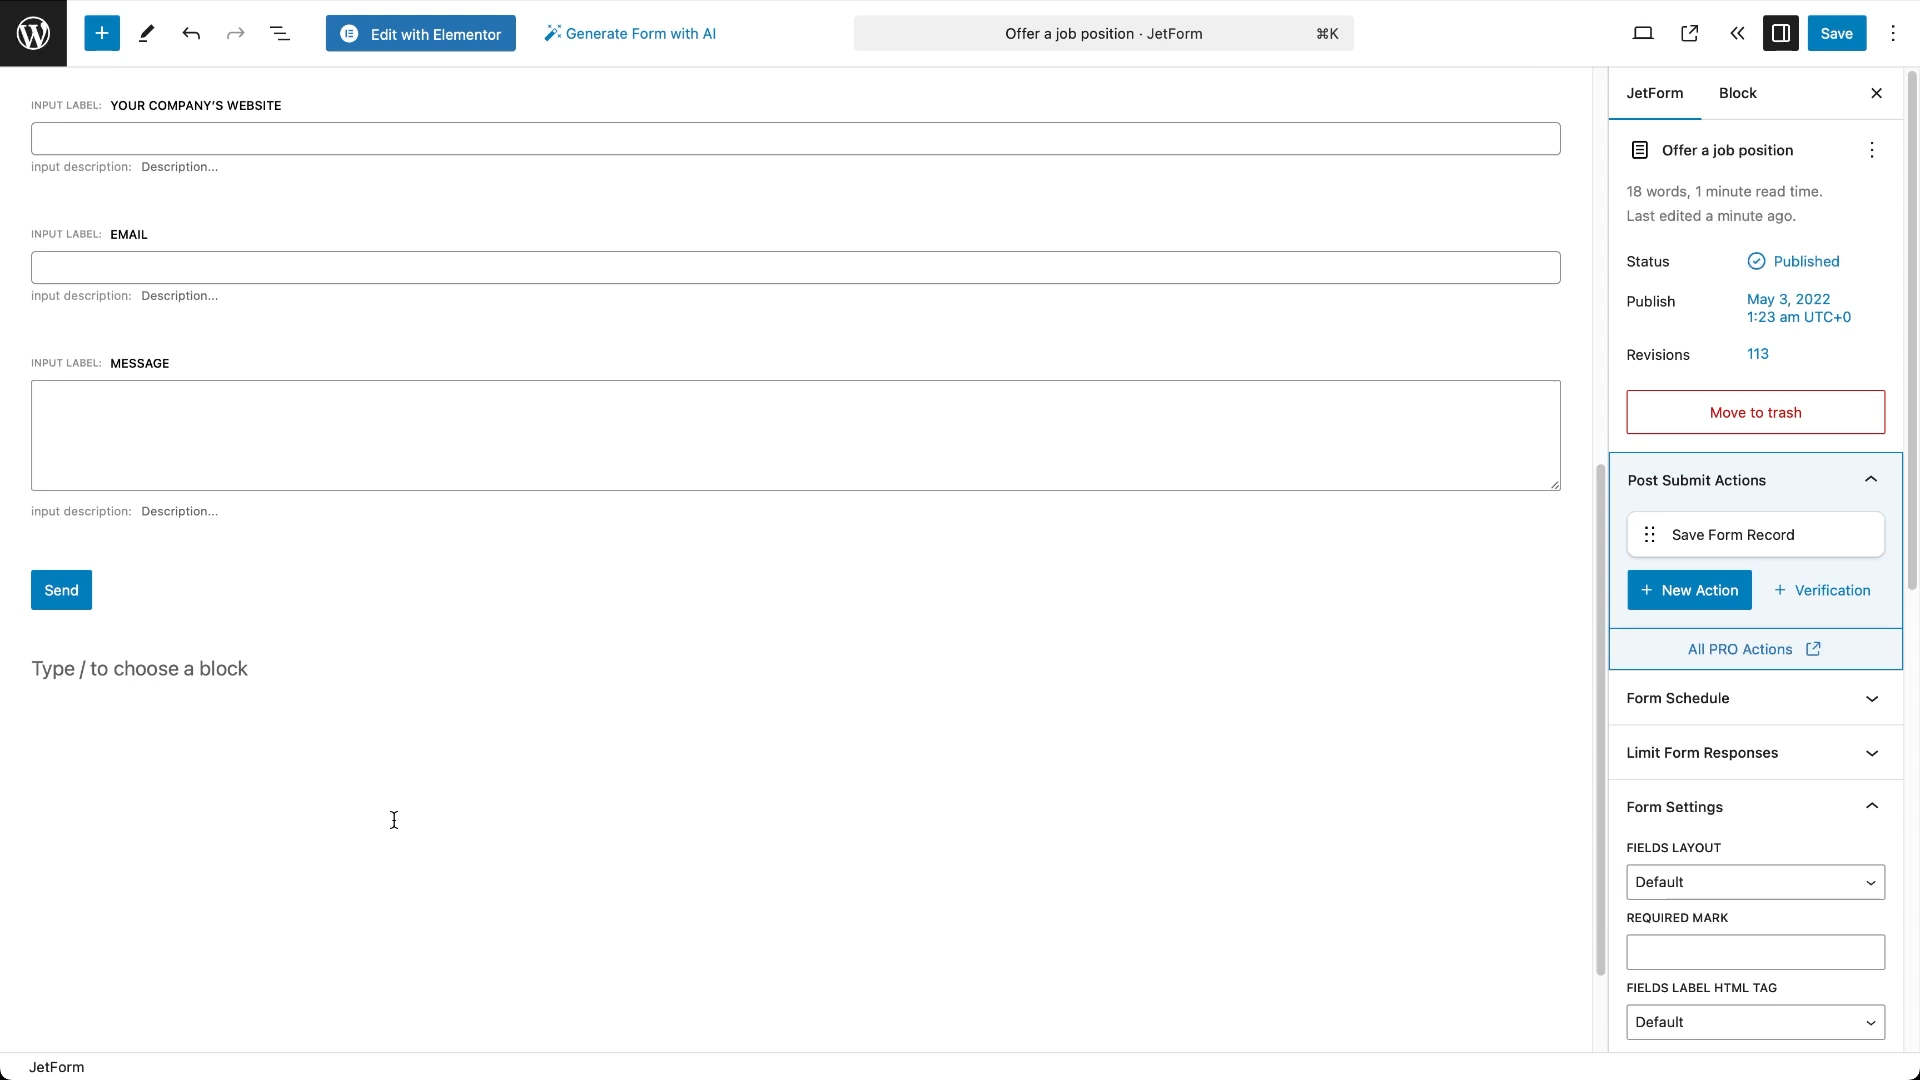 Edit with Elementor
Generate Form with AI
Offer a job position · JetForm ⌘K
Save
INPUT LABEL: YOUR COMPANY'S WEBSITE
input description: Description...
INPUT LABEL: EMAIL
input description: Description...
INPUT LABEL: MESSAGE
input description: Description...
Send
Type / to choose a block
JetForm Block
Offer a job position
18 words, 1 minute read time.
Last edited a minute ago.
Status Published
Publish May 3, 2022
1:23 am UTC+0
Revisions 113
Move to trash
Post Submit Actions
Save Form Record
+ New Action + Verification
All PRO Actions
Form Schedule
Limit Form Responses
Form Settings
FIELDS LAYOUT
Default
REQUIRED MARK
FIELDS LABEL HTML TAG
Default
JetForm